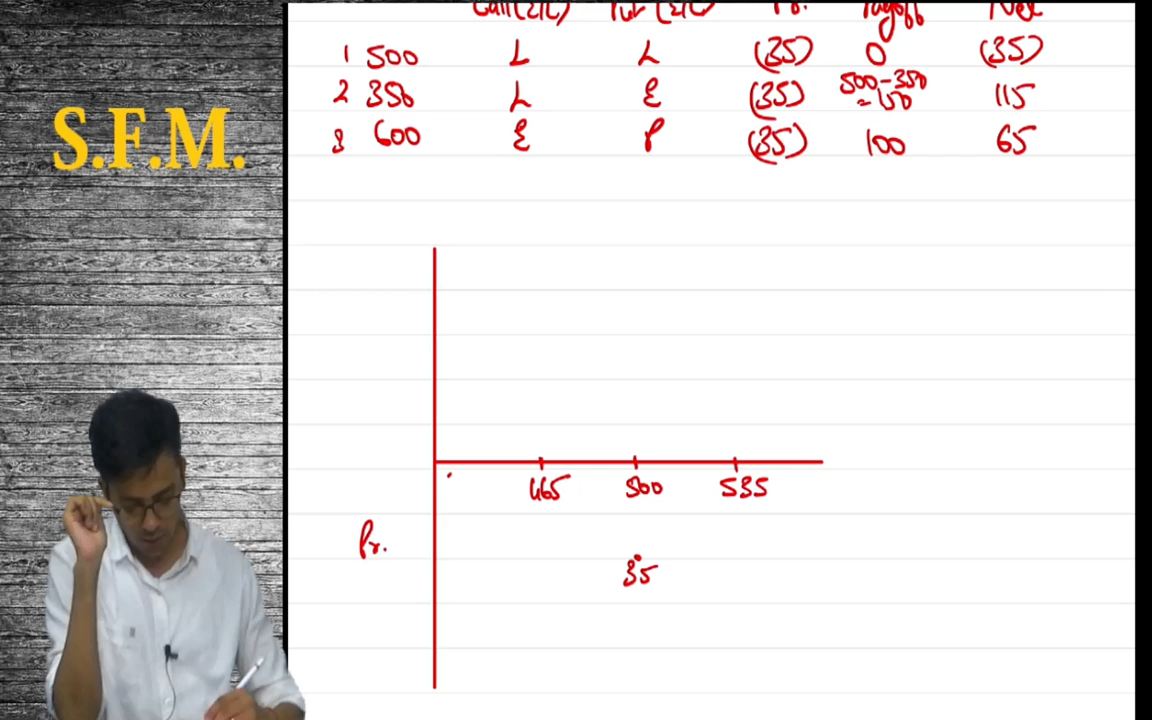 S.F.M.
1 500 L L (35) 0 (35)
2 350 L E (35) 500-350 = 150 115
3 600 E P (35) 100 65
465 500 535
Pr.
35